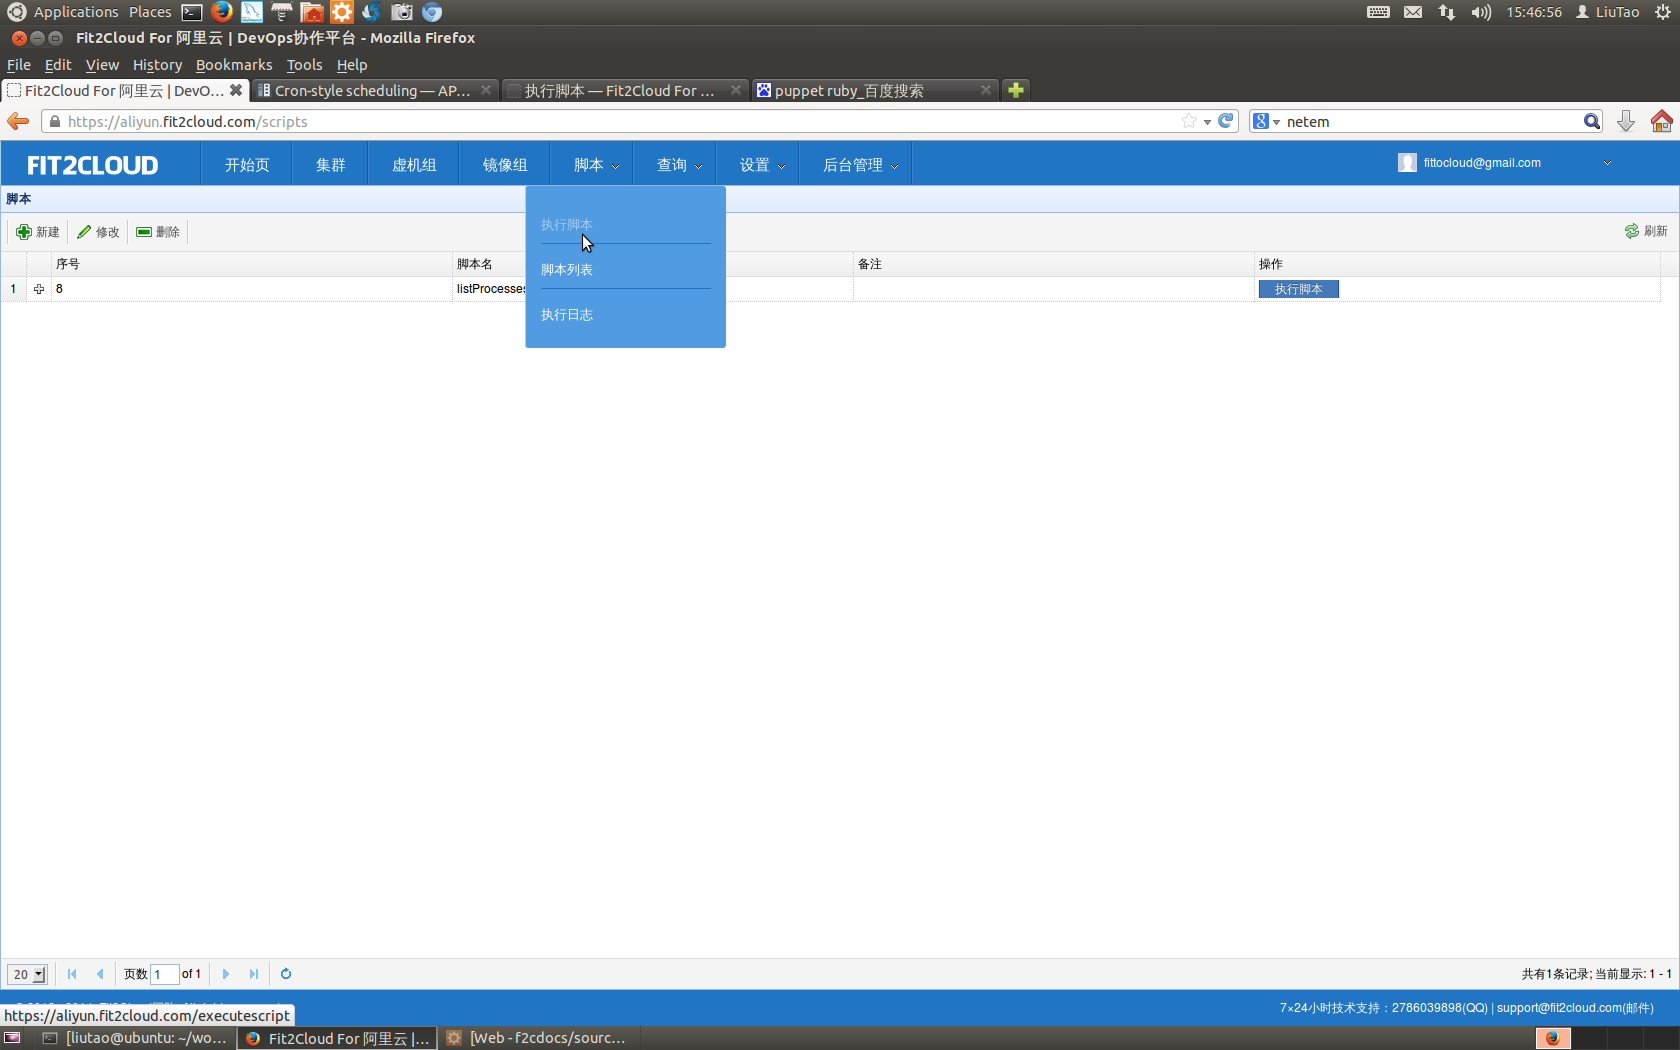 Applications Places 15:46:56 LiuTao
Fit2Cloud For 阿里云 | DevOps协作平台 - Mozilla Firefox
File Edit View History Bookmarks Tools Help
Fit2Cloud For 阿里云 | DevO... Cron-style scheduling — AP... 执行脚本 — Fit2Cloud For ... puppet ruby_百度搜索
https://aliyun.fit2cloud.com/scripts netem
FIT2CLOUD 开始页 集群 虚机组 镜像组 脚本 查询 设置 后台管理 fittocloud@gmail.com
脚本
新建 修改 删除 刷新
执行脚本
脚本列表
执行日志
序号 脚本名 备注 操作
1 8 listProcesses 执行脚本
20 页数 1 of 1 共有1条记录; 当前显示: 1 - 1
7×24小时技术支持：2786039898(QQ) | support@fit2cloud.com(邮件)
https://aliyun.fit2cloud.com/executescript
[liutao@ubuntu: ~/wo... Fit2Cloud For 阿里云 |... [Web - f2cdocs/sourc...